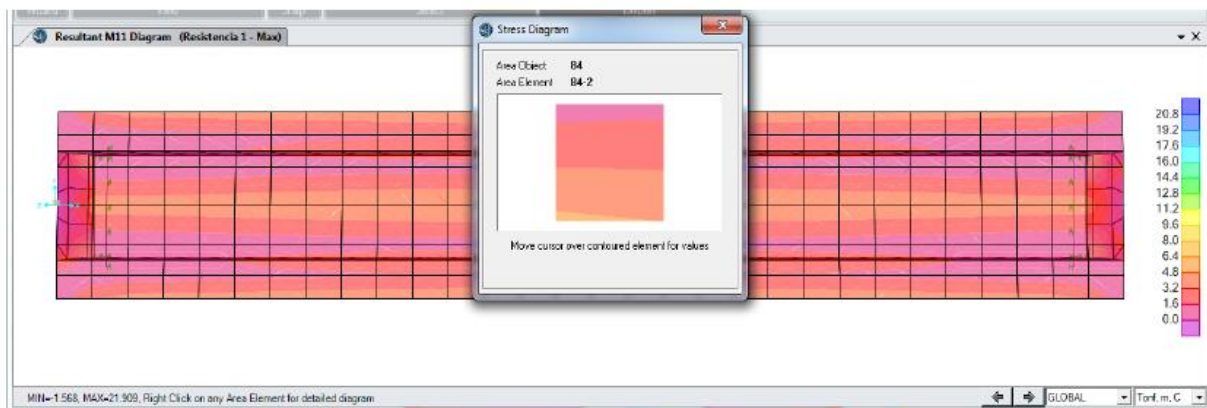 Resultant M11 Diagram (Resistencia 1 - Max)
Stress Diagram
Area Object 84
Area Element 84-2
Move cursor over contoured element for values
20.8
19.2
17.6
16.0
14.4
12.8
11.2
9.6
8.0
6.4
4.8
3.2
1.6
0.0
MIN=-1.568, MAX=21.909, Right Click on any Area Element for detailed diagram
GLOBAL
Tonf, m, C